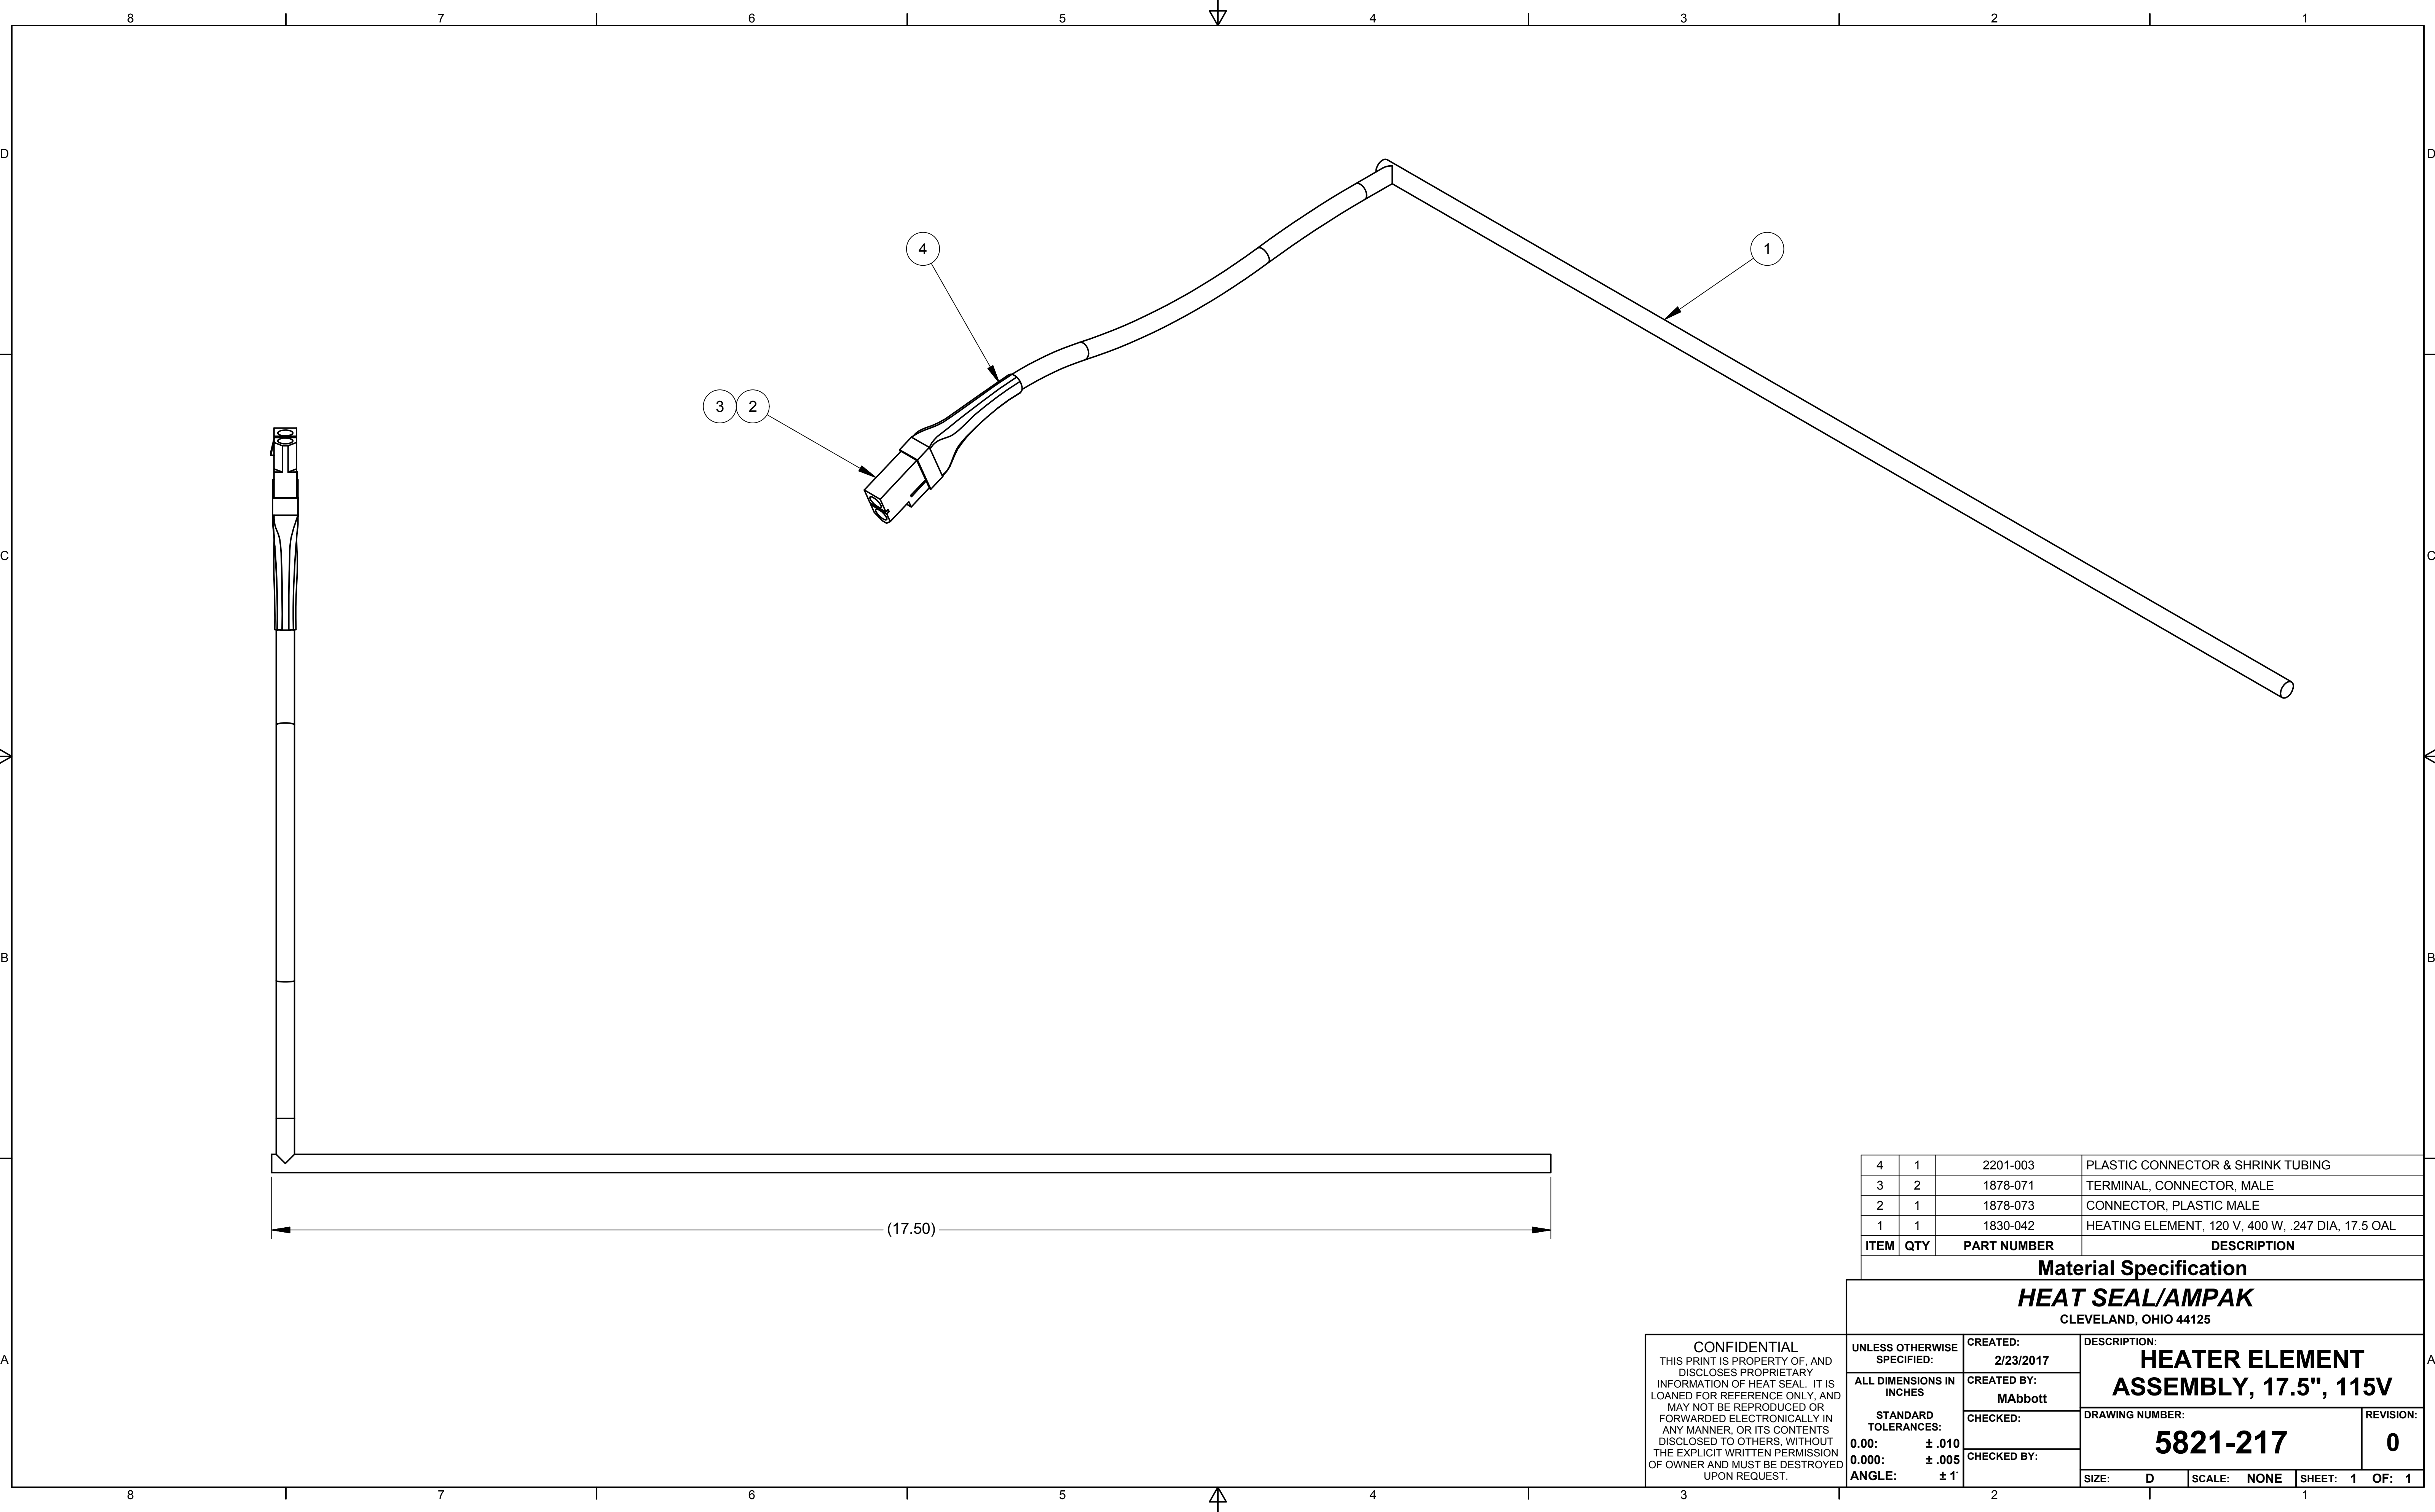 8 7 6 5 4 3 2 1
D D
4
1
3 2
C C
B B
(17.50)
4 1 2201-003 PLASTIC CONNECTOR & SHRINK TUBING
3 2 1878-071 TERMINAL, CONNECTOR, MALE
2 1 1878-073 CONNECTOR, PLASTIC MALE
1 1 1830-042 HEATING ELEMENT, 120 V, 400 W, .247 DIA, 17.5 OAL
ITEM QTY PART NUMBER DESCRIPTION
Material Specification
HEAT SEAL/AMPAK
CLEVELAND, OHIO 44125
A A
CONFIDENTIAL
THIS PRINT IS PROPERTY OF, AND
DISCLOSES PROPRIETARY
INFORMATION OF HEAT SEAL. IT IS
LOANED FOR REFERENCE ONLY, AND
MAY NOT BE REPRODUCED OR
FORWARDED ELECTRONICALLY IN
ANY MANNER, OR ITS CONTENTS
DISCLOSED TO OTHERS, WITHOUT
THE EXPLICIT WRITTEN PERMISSION
OF OWNER AND MUST BE DESTROYED
UPON REQUEST.
UNLESS OTHERWISE
SPECIFIED:
ALL DIMENSIONS IN
INCHES
STANDARD
TOLERANCES:
0.00: ± .010
0.000: ± .005
ANGLE: ± 1°
CREATED:
2/23/2017
CREATED BY:
MAbbott
CHECKED:
CHECKED BY:
DESCRIPTION:
HEATER ELEMENT
ASSEMBLY, 17.5", 115V
DRAWING NUMBER:
5821-217
REVISION:
0
SIZE: D SCALE: NONE SHEET: 1 OF: 1
8 7 6 5 4 3 2 1